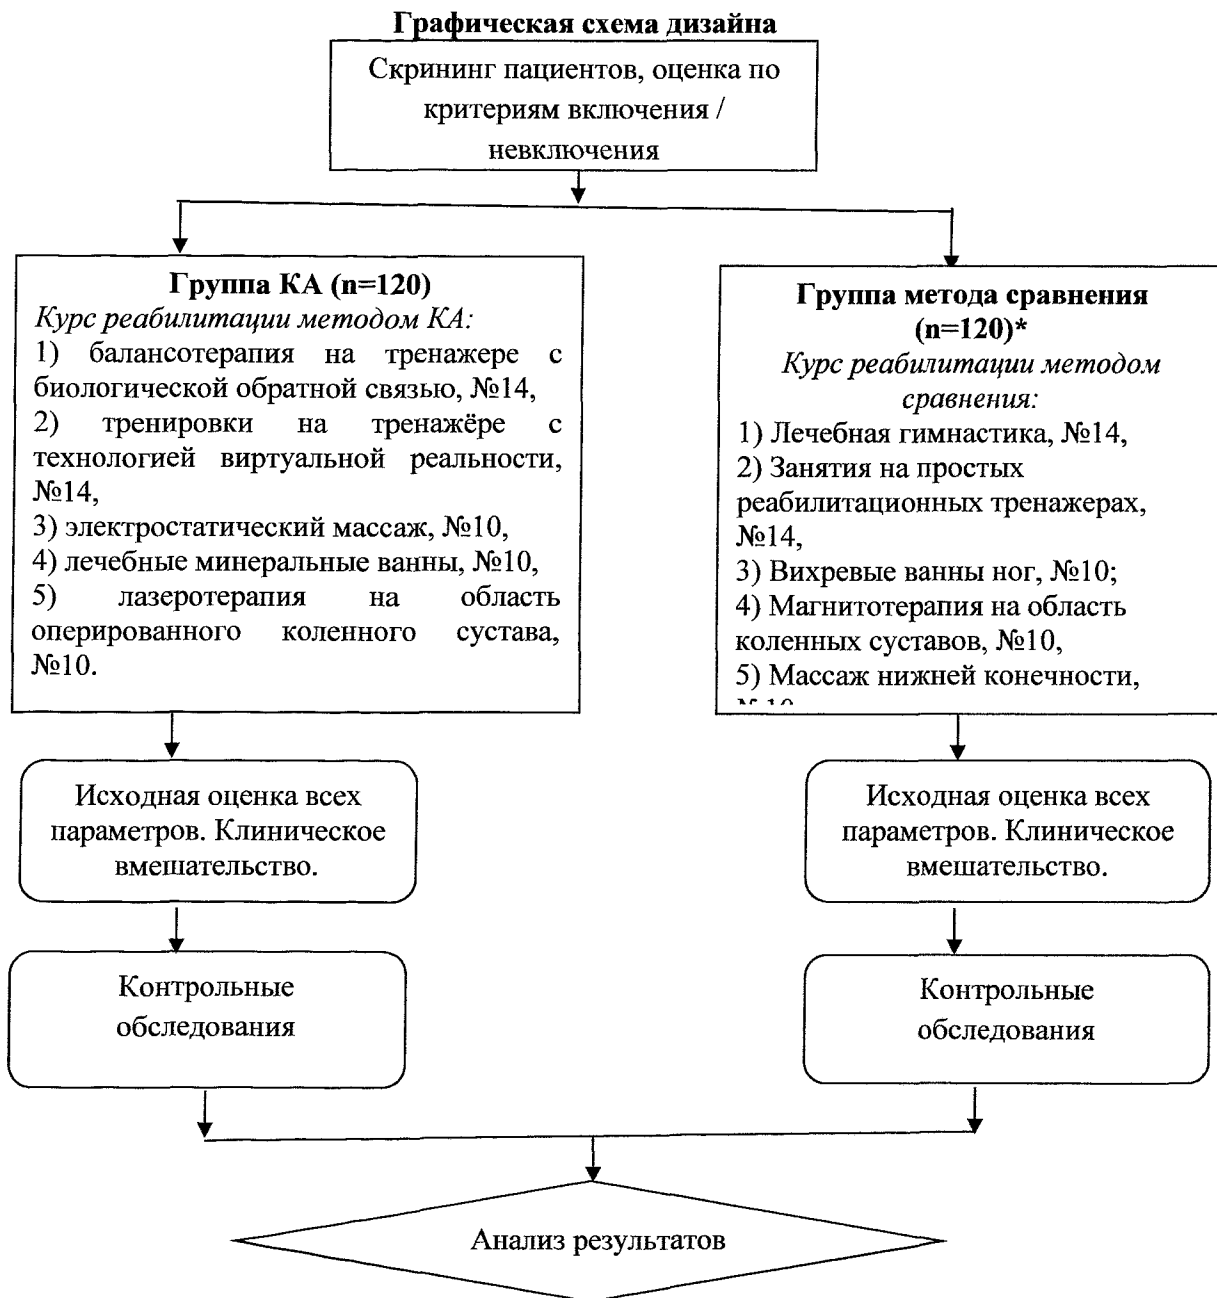 Графическая схема дизайна
Скрининг пациентов, оценка по
критериям включения /
невключения
Группа КА (n=120)
Курс реабилитации методом КА:
1) балансотерапия на тренажере с
биологической обратной связью, №14,
2) тренировки на тренажёре с
технологией виртуальной реальности,
№14,
3) электростатический массаж, №10,
4) лечебные минеральные ванны, №10,
5) лазеротерапия на область
оперированного коленного сустава,
№10.
Группа метода сравнения
(n=120)*
Курс реабилитации методом
сравнения:
1) Лечебная гимнастика, №14,
2) Занятия на простых
реабилитационных тренажерах,
№14,
3) Вихревые ванны ног, №10;
4) Магнитотерапия на область
коленных суставов, №10,
5) Массаж нижней конечности,
Исходная оценка всех
параметров. Клиническое
вмешательство.
Исходная оценка всех
параметров. Клиническое
вмешательство.
Контрольные
обследования
Контрольные
обследования
Анализ результатов